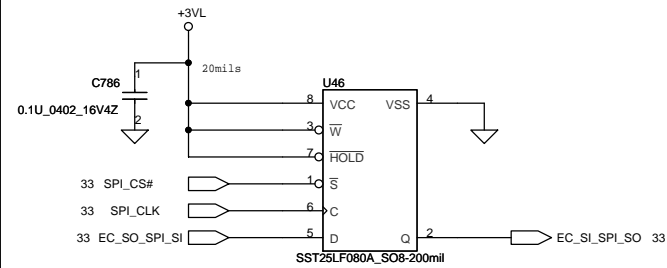 +3VL
20mils
C786
1
0.1U_0402_16V4Z
2
U46
8 VCC VSS 4
3 W
7 HOLD
33 SPI_CS# 1 S
33 SPI_CLK 6 C
33 EC_SO_SPI_SI 5 D Q 2 EC_SI_SPI_SO 33
SST25LF080A_SO8-200mil